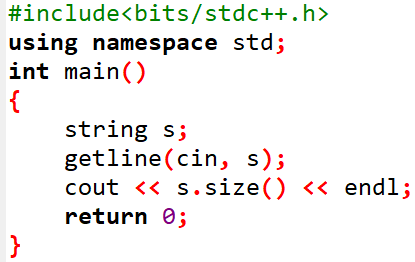 #include<bits/stdc++.h>
using namespace std;
int main()
{
    string s;
    getline(cin, s);
    cout << s.size() << endl;
    return 0;
}